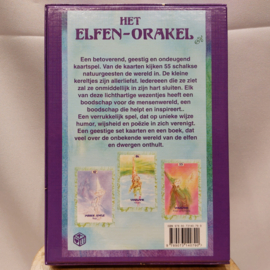 HET
ELFEN-ORAKEL
Een betoverend, geestig en ondeugend
kaartspel. Van de kaarten kijken 55 schalkse
natuurgeesten de wereld in. De kleine
kereltjes zijn allerliefst. Iedereen die ze ziet
zal ze onmiddellijk in zijn hart sluiten. Elk
van deze lichthartige wezentjes heeft een
boodschap voor de mensenwereld, een
boodschap die helpt en inspireert...
Een verrukkelijk spel, dat op unieke wijze
humor, wijsheid en poëzie in zich verenigt.
Een geestige set kaarten en een boek, dat
veel over de onbekende wereld van de elfen
en dwergen onthult.